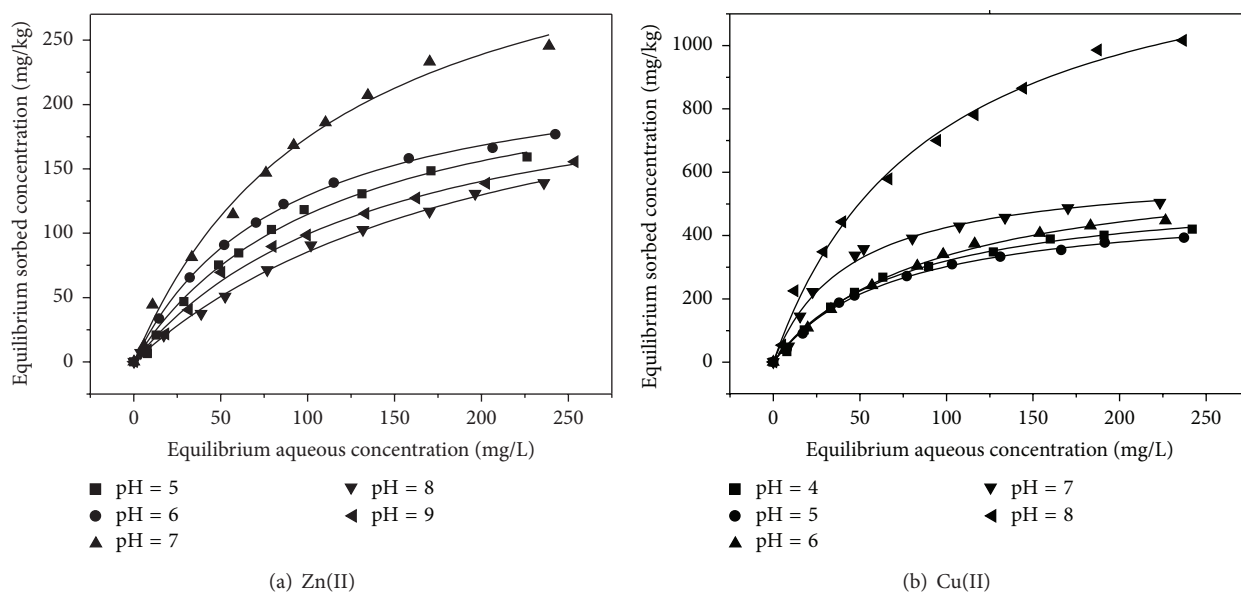 Equilibrium sorbed concentration (mg/kg)
250
200
150
100
50
0
0 50 100 150 200 250
Equilibrium aqueous concentration (mg/L)
pH = 5
pH = 6
pH = 7
pH = 8
pH = 9
(a) Zn(II)
Equilibrium sorbed concentration (mg/kg)
1000
800
600
400
200
0
0 50 100 150 200 250
Equilibrium aqueous concentration (mg/L)
pH = 4
pH = 5
pH = 6
pH = 7
pH = 8
(b) Cu(II)